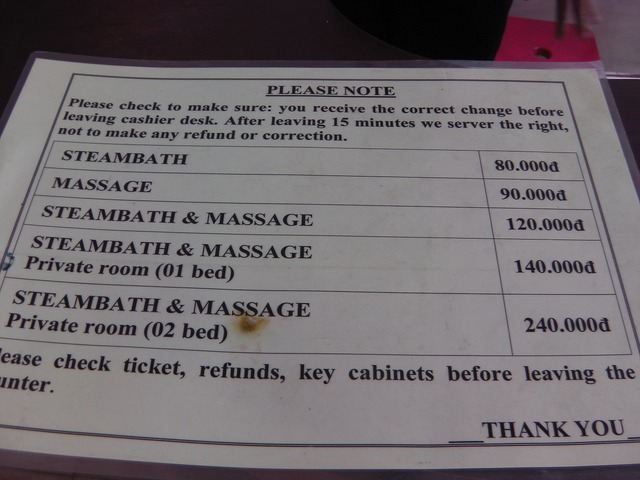 PLEASE NOTE
Please check to make sure: you receive the correct change before
leaving cashier desk. After leaving 15 minutes we server the right,
not to make any refund or correction.
STEAMBATH 80.000đ
MASSAGE 90.000đ
STEAMBATH & MASSAGE 120.000đ
STEAMBATH & MASSAGE
Private room (01 bed) 140.000đ
STEAMBATH & MASSAGE
Private room (02 bed) 240.000đ
lease check ticket, refunds, key cabinets before leaving the
unter.
THANK YOU